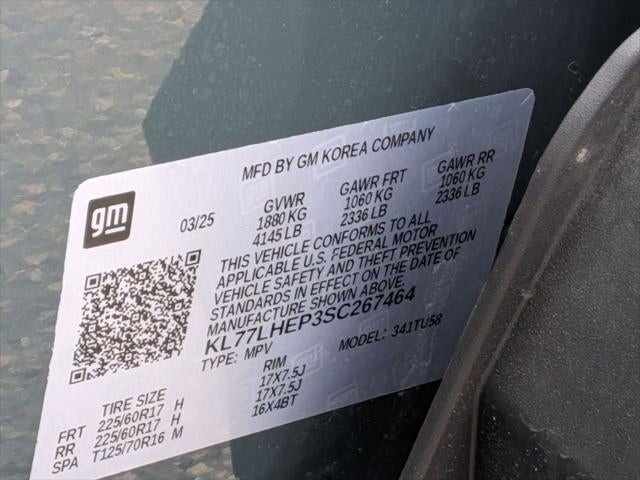 MFD BY GM KOREA COMPANY
gm
03/25 GVWR GAWR FRT GAWR RR
1880 KG 1060 KG 1060 KG
4145 LB 2336 LB 2336 LB
THIS VEHICLE CONFORMS TO ALL
APPLICABLE U.S. FEDERAL MOTOR
VEHICLE SAFETY AND THEFT PREVENTION
STANDARDS IN EFFECT ON THE DATE OF
MANUFACTURE SHOWN ABOVE.
KL77LHEP3SC267464
TYPE: MPV MODEL: 341TU58
TIRE SIZE RIM
FRT 225/60R17 H 17X7.5J
RR 225/60R17 H 17X7.5J
SPA T125/70R16 M 16X4BT